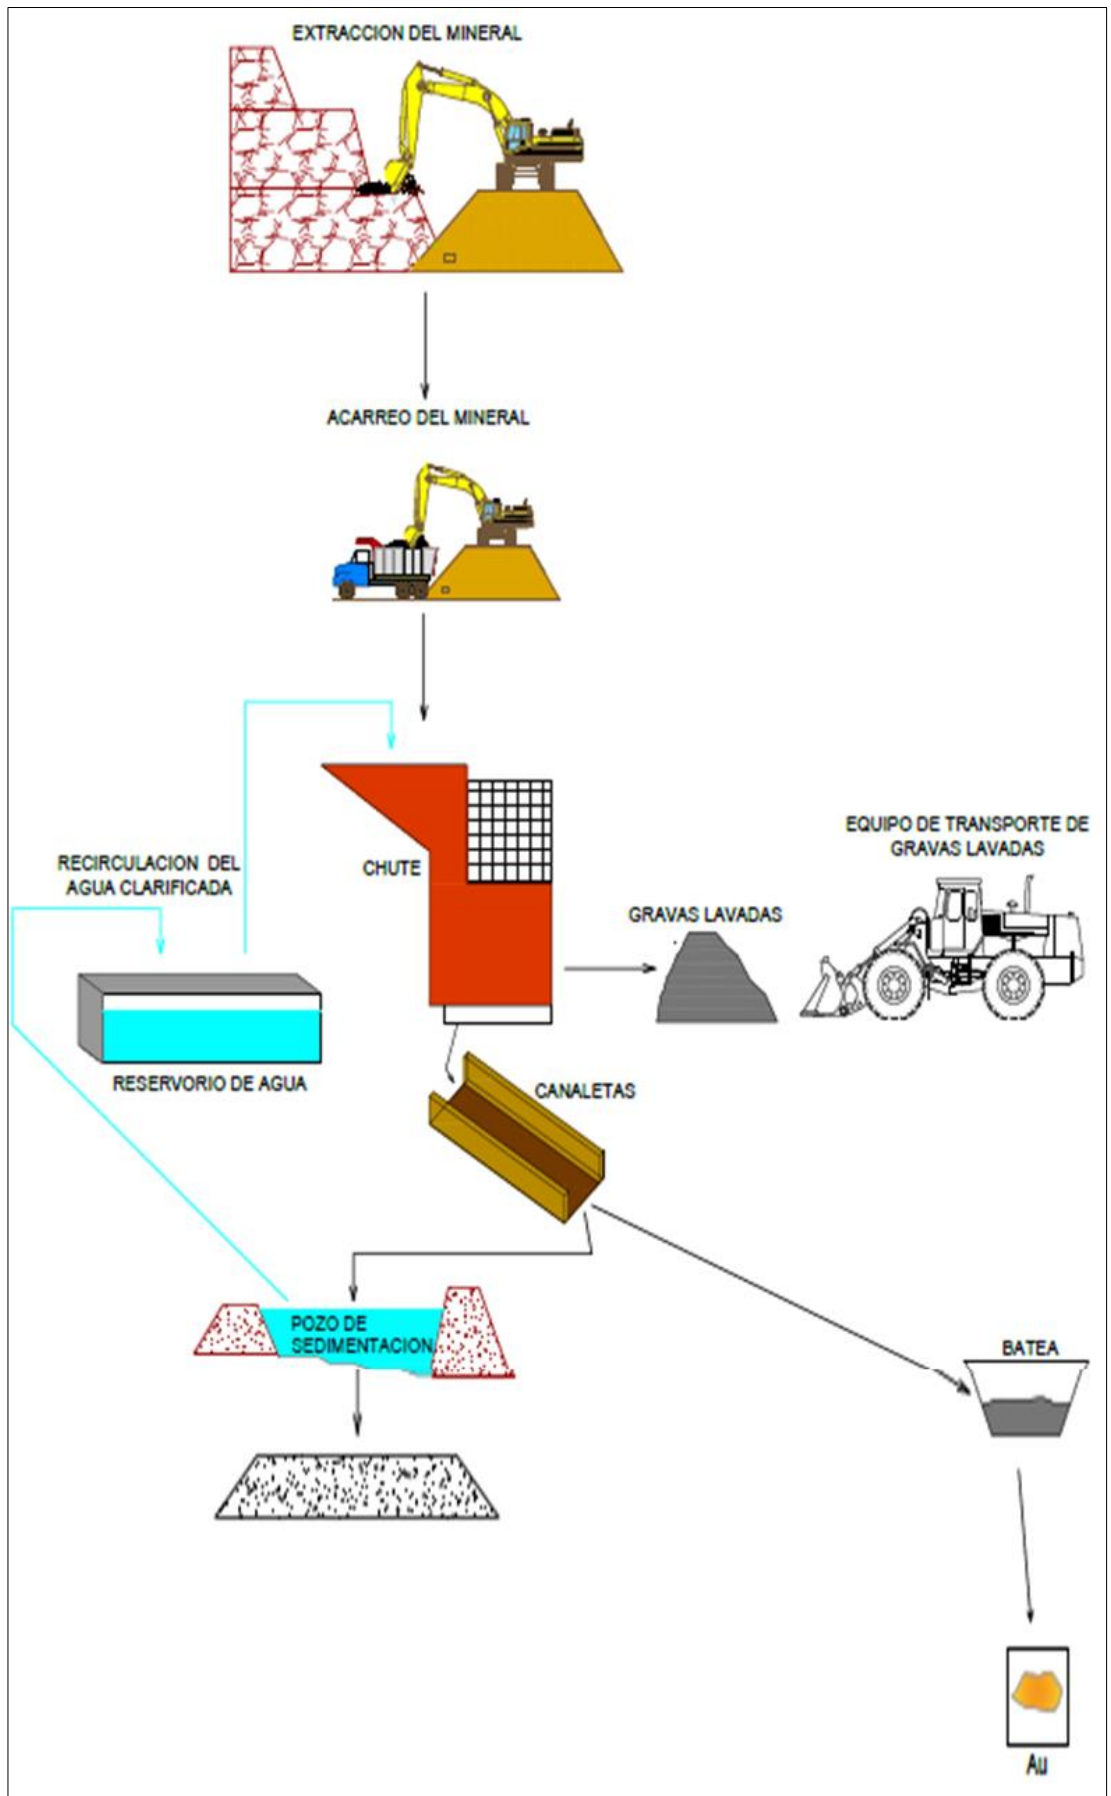 EXTRACCION DEL MINERAL
ACARREO DEL MINERAL
RECIRCULACION DEL
AGUA CLARIFICADA
CHUTE
EQUIPO DE TRANSPORTE DE
GRAVAS LAVADAS
GRAVAS LAVADAS
RESERVORIO DE AGUA
CANALETAS
POZO DE
SEDIMENTACION
BATEA
Au